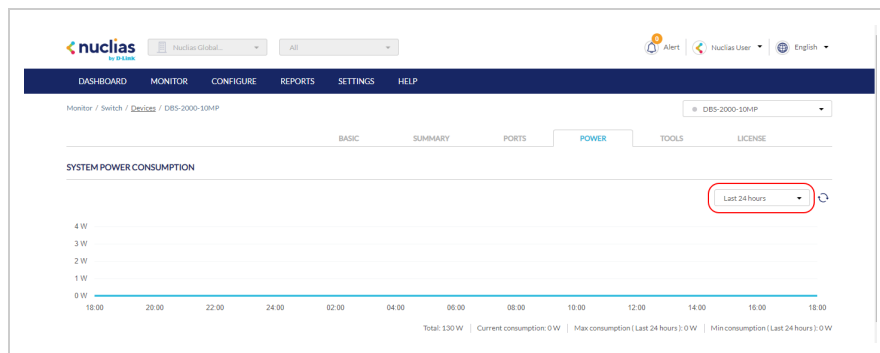 nuclias
by D-Link
Nuclias Global...
All
0
Alert
Nuclias User
English
DASHBOARD MONITOR CONFIGURE REPORTS SETTINGS HELP
Monitor / Switch / Devices / DBS-2000-10MP
DBS-2000-10MP
BASIC SUMMARY PORTS POWER TOOLS LICENSE
SYSTEM POWER CONSUMPTION
Last 24 hours
4 W
3 W
2 W
1 W
0 W
18:00 20:00 22:00 24:00 02:00 04:00 06:00 08:00 10:00 12:00 14:00 16:00 18:00
Total: 130 W | Current consumption: 0 W | Max consumption ( Last 24 hours ): 0 W | Min consumption ( Last 24 hours ): 0 W